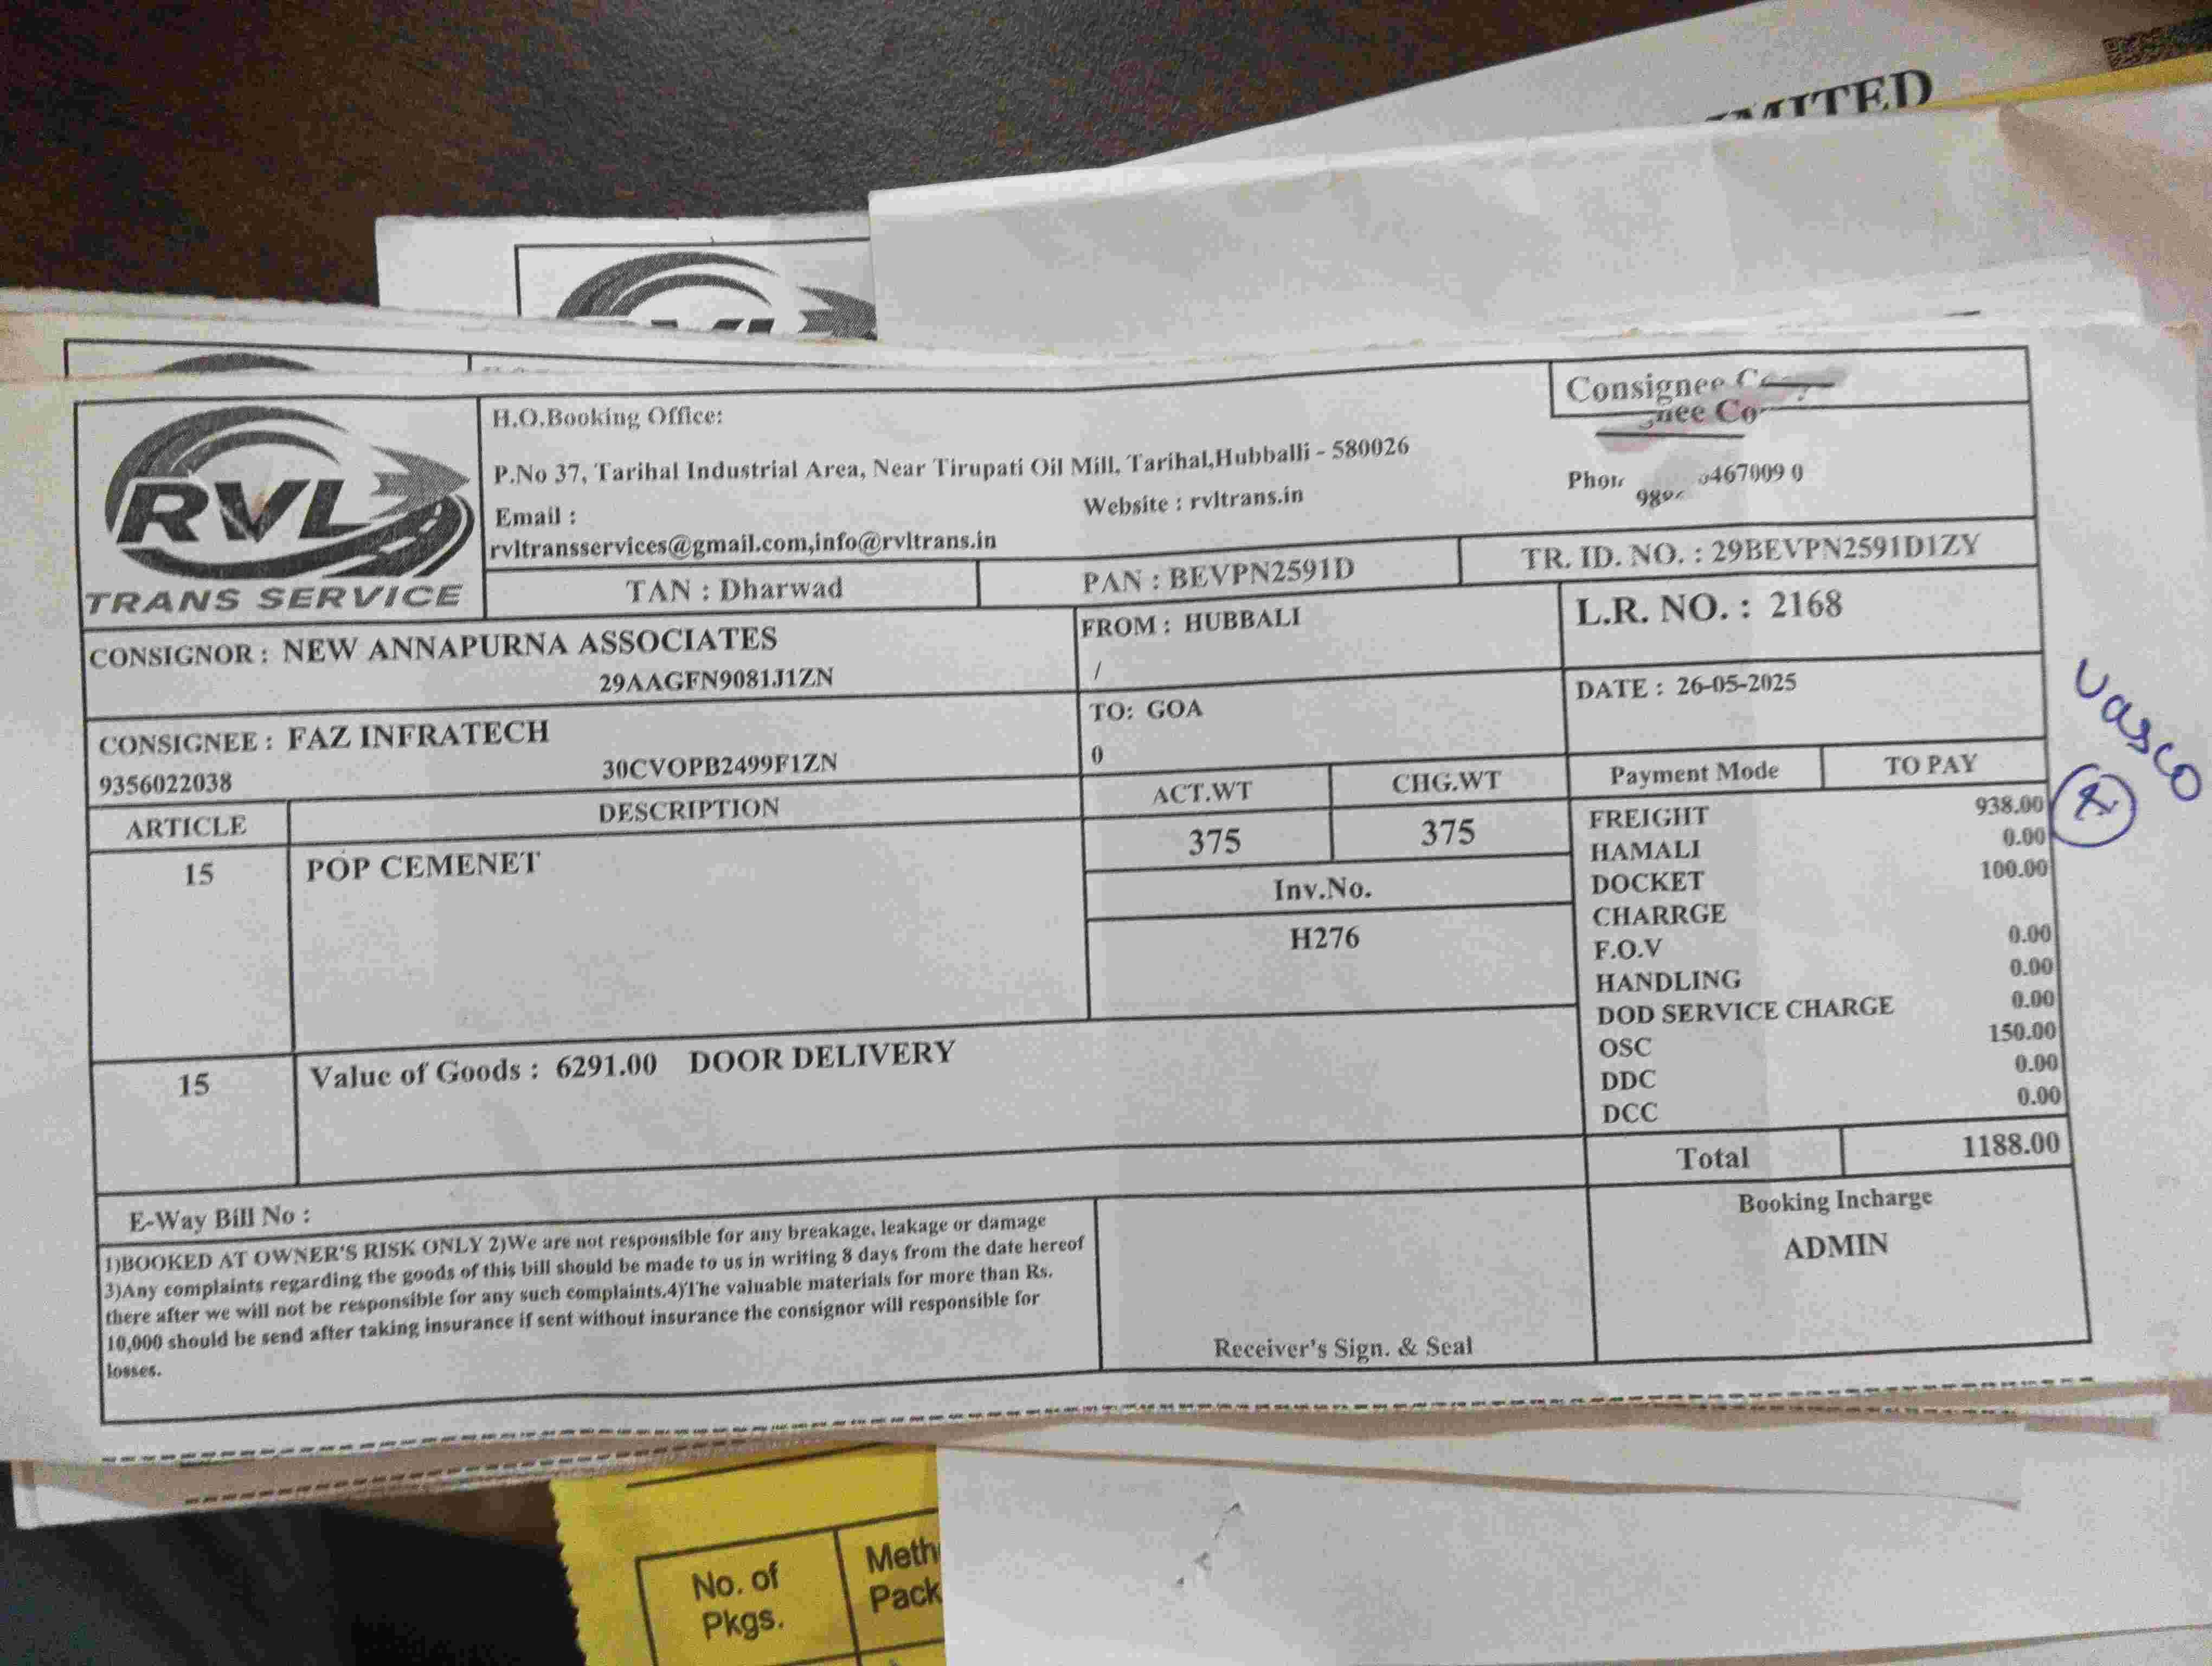 MITED
RVL
TRANS SERVICE
H.O.Booking Office:
Consignee
P.No 37, Tarihal Industrial Area, Near Tirupati Oil Mill, Tarihal,Hubballi - 580026
Email :
Website : rvltrans.in
rvltransservices@gmail.com,info@rvltrans.in
TAN : Dharwad
PAN : BEVPN2591D
TR. ID. NO. : 29BEVPN2591D1ZY
CONSIGNOR : NEW ANNAPURNA ASSOCIATES
29AAGFN9081J1ZN
FROM : HUBBALI
/
L.R. NO. : 2168
CONSIGNEE : FAZ INFRATECH
9356022038
30CVOPB2499F1ZN
TO: GOA
0
DATE : 26-05-2025
vasco
ARTICLE
DESCRIPTION
ACT.WT
CHG.WT
Payment Mode
TO PAY
15
POP CEMENET
375
375
Inv.No.
H276
FREIGHT 938.00
HAMALI 0.00
DOCKET 100.00
CHARRGE
F.O.V 0.00
HANDLING 0.00
DOD SERVICE CHARGE 0.00
OSC 150.00
DDC 0.00
DCC 0.00
15
Value of Goods : 6291.00 DOOR DELIVERY
Total 1188.00
E-Way Bill No :
1)BOOKED AT OWNER'S RISK ONLY 2)We are not responsible for any breakage, leakage or damage
3)Any complaints regarding the goods of this bill should be made to us in writing 8 days from the date hereof
there after we will not be responsible for any such complaints.4)The valuable materials for more than Rs.
10,000 should be send after taking insurance if sent without insurance the consignor will responsible for
losses.
Receiver's Sign. & Seal
Booking Incharge
ADMIN
No. of
Pkgs.
Meth
Pack